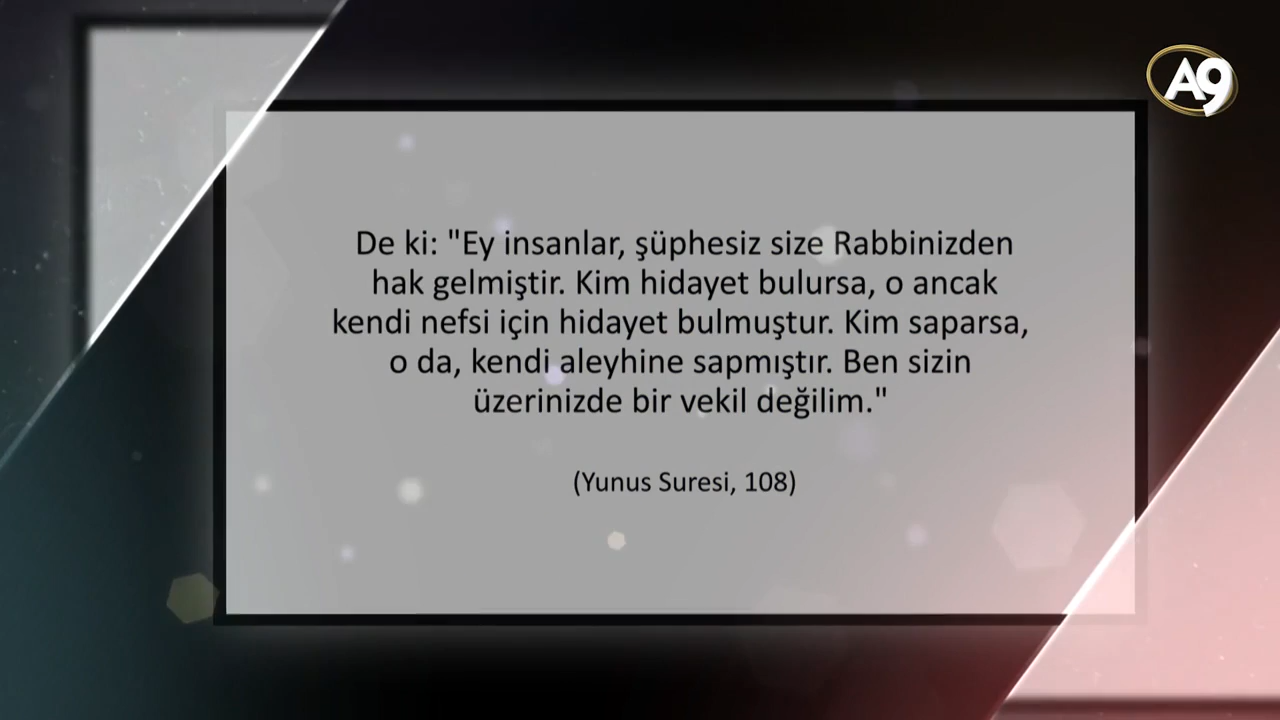 A9
De ki: "Ey insanlar, şüphesiz size Rabbinizden
hak gelmiştir. Kim hidayet bulursa, o ancak
kendi nefsi için hidayet bulmuştur. Kim saparsa,
o da, kendi aleyhine sapmıştır. Ben sizin
üzerinizde bir vekil değilim."
(Yunus Suresi, 108)